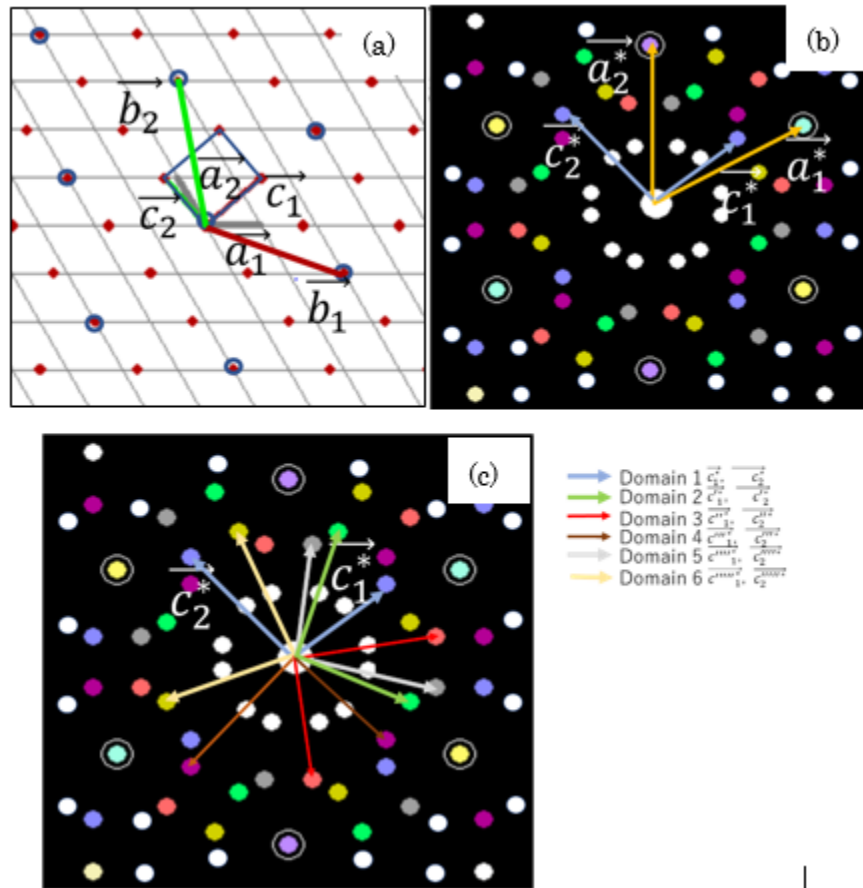 (a)
b₂→
a₂→
c₁→
c₂→
a₁→
b₁→
(b)
a₂*→
c₂*→
a₁*→
c₁*→
(c)
c₂*→
c₁*→
Domain 1
Domain 2
Domain 3
Domain 4
Domain 5
Domain 6